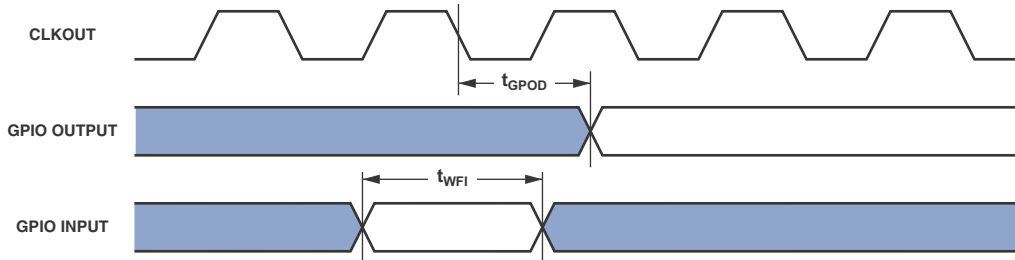 CLKOUT
tGPOD
GPIO OUTPUT
tWFI
GPIO INPUT